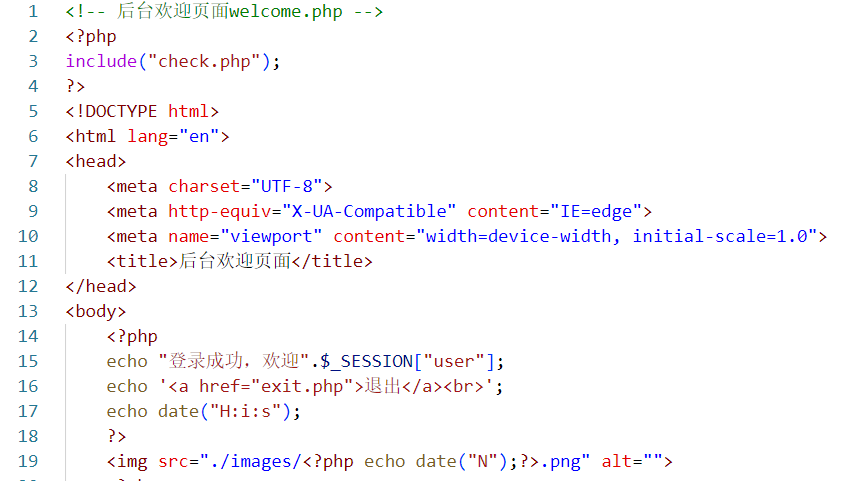 1 <!-- 后台欢迎页面welcome.php -->
2 <?php
3 include("check.php");
4 ?>
5 <!DOCTYPE html>
6 <html lang="en">
7 <head>
8 <meta charset="UTF-8">
9 <meta http-equiv="X-UA-Compatible" content="IE=edge">
10 <meta name="viewport" content="width=device-width, initial-scale=1.0">
11 <title>后台欢迎页面</title>
12 </head>
13 <body>
14 <?php
15 echo "登录成功，欢迎".$_SESSION["user"];
16 echo '<a href="exit.php">退出</a><br>';
17 echo date("H:i:s");
18 ?>
19 <img src="./images/<?php echo date("N");?>.png" alt="">